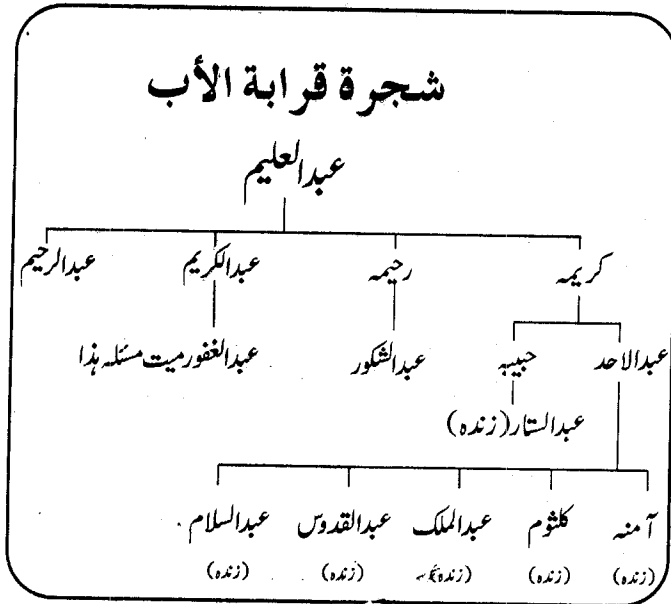 شجرة قرابة الأب
عبدالعلیم
کریمہ رحیمہ عبدالکریم عبدالرحیم
عبدالاحد حبیبہ عبدالشکور عبدالغفور میت مسئلہ ہذا
عبدالستار (زندہ)
آمنہ کلثوم عبدالملک عبدالقدوس عبدالسلام
(زندہ) (زندہ) (زندہ) (زندہ) (زندہ)